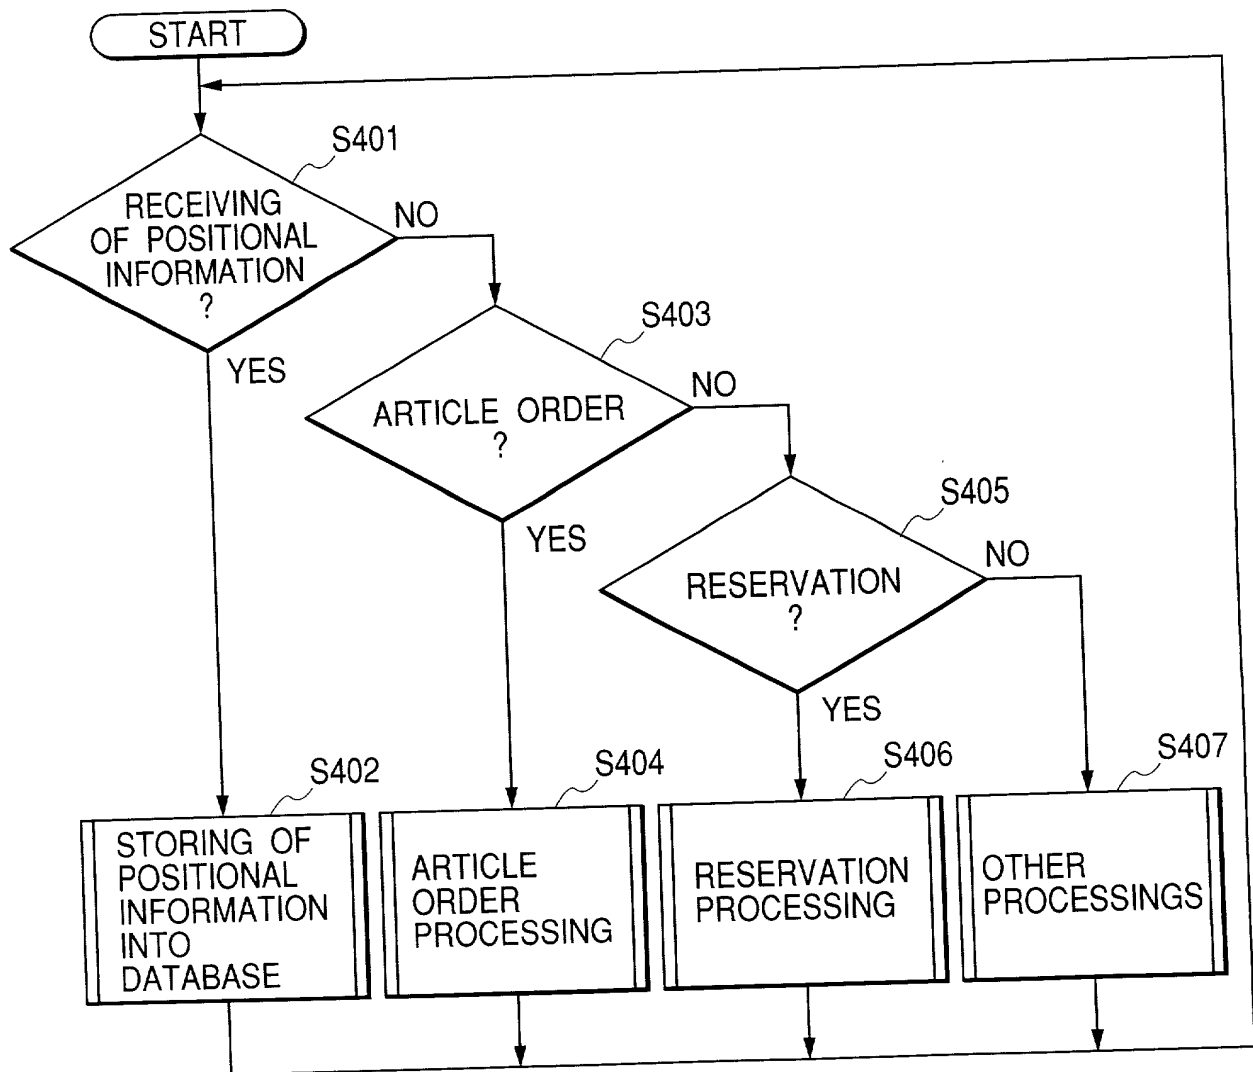 START
S401
RECEIVING
OF POSITIONAL
INFORMATION
?
NO
YES
S403
ARTICLE ORDER
?
NO
YES
S405
RESERVATION
?
NO
YES
S402
STORING OF
POSITIONAL
INFORMATION
INTO
DATABASE
S404
ARTICLE
ORDER
PROCESSING
S406
RESERVATION
PROCESSING
S407
OTHER
PROCESSINGS